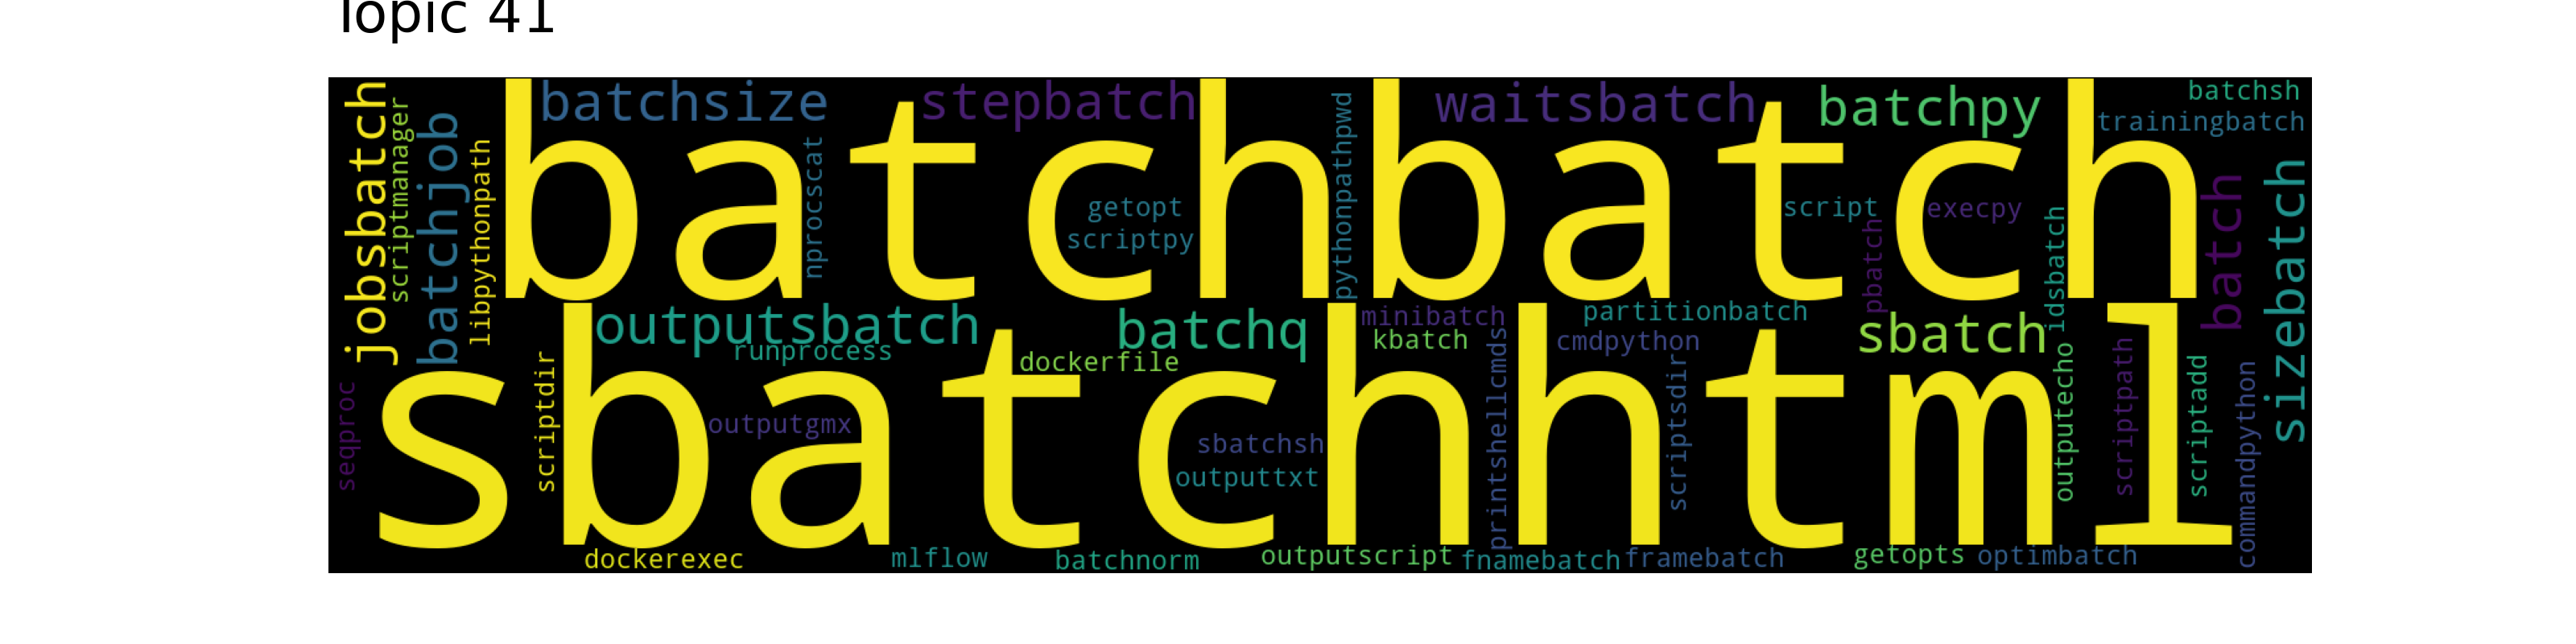 Topic 41
jobsbatch
scriptmanager
batchjob
libpythonpath
batchbatch
batchsize
stepbatch
waitsbatch
batchpy
batchsh
trainingbatch
nprocscat
getopt
scriptpy
pythonpathpwd
script
execpy
pbatch
idsbatch
batch
sizebatch
sbatchhtml
outputsbatch
runprocess
dockerfile
batchq
minibatch
kbatch
partitionbatch
cmdpython
sbatch
seqproc
scriptdir
outputgmx
sbatchsh
outputtxt
printshellcmds
scriptsdir
outputecho
scriptpath
scriptadd
commandpython
dockerexec
mlflow
batchnorm
outputscript
fnamebatch
framebatch
getopts
optimbatch